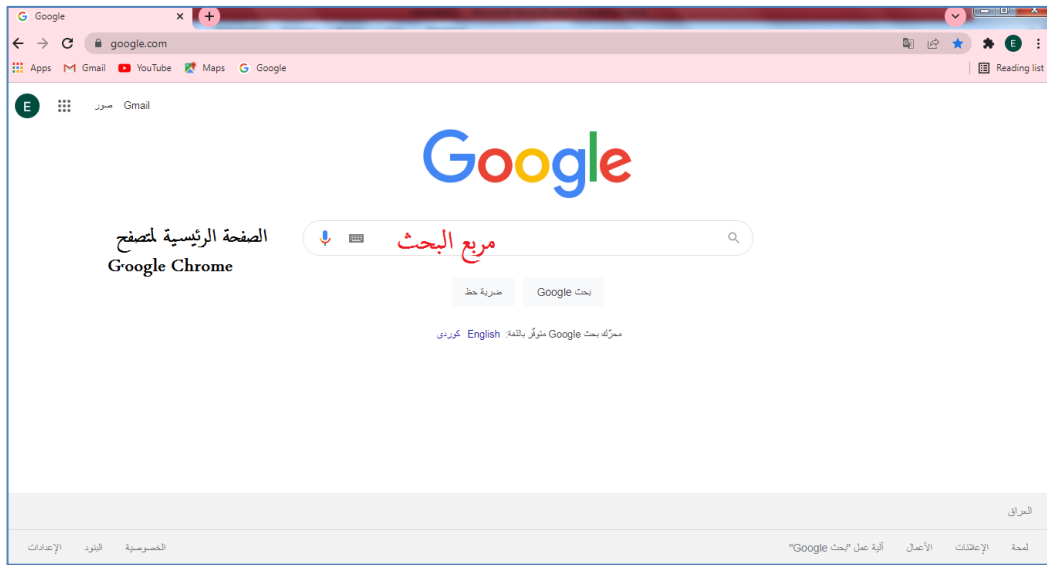 Google
google.com
Apps Gmail YouTube Maps G Google
Reading list
E
E
Gmail صور
Google
مربع البحث
الصفحة الرئيسية لمتصفح
Google Chrome
بحث Google ضربة حظ
محرّك بحث Google متوفّر باللغة: English کوردی
العراق
لمحة الإعلانات الأعمال آلية عمل "بحث Google"
الخصوصية البنود الإعدادات